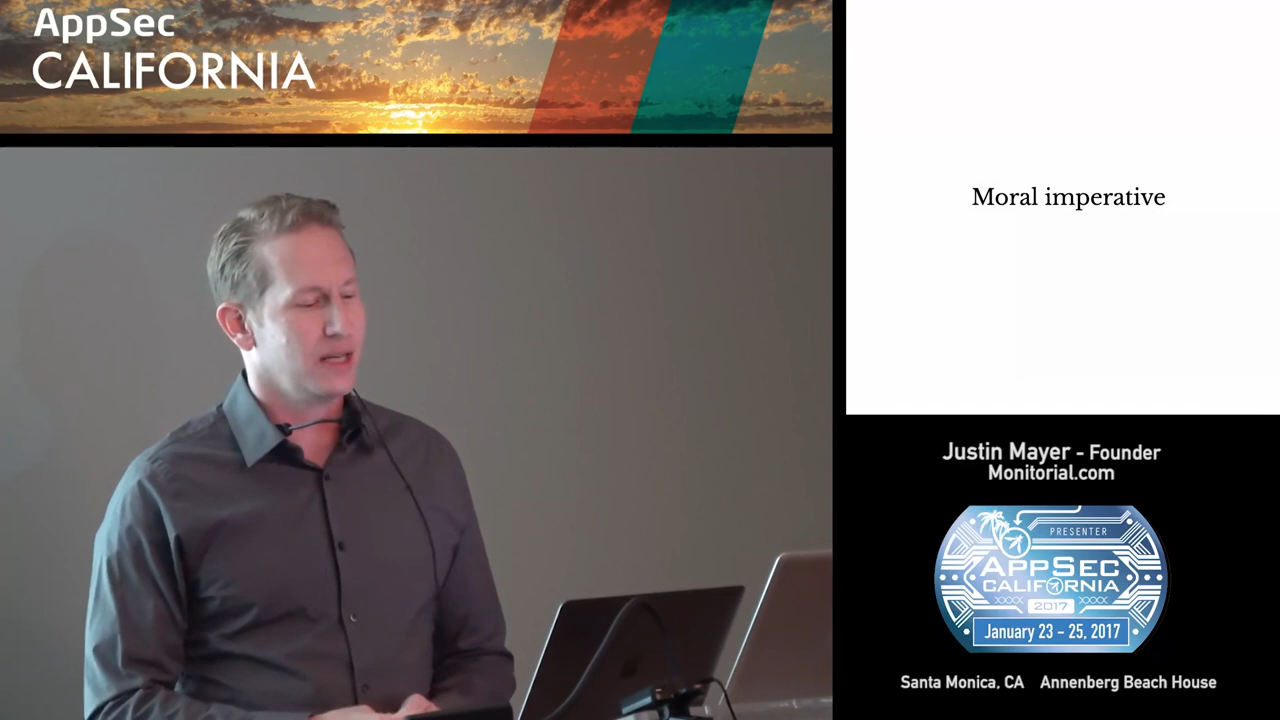 AppSec
CALIFORNIA
Moral imperative
Justin Mayer - Founder
Monitorial.com
PRESENTER
APPSEC
CALIFORNIA
2017
January 23 - 25, 2017
Santa Monica, CA Annenberg Beach House